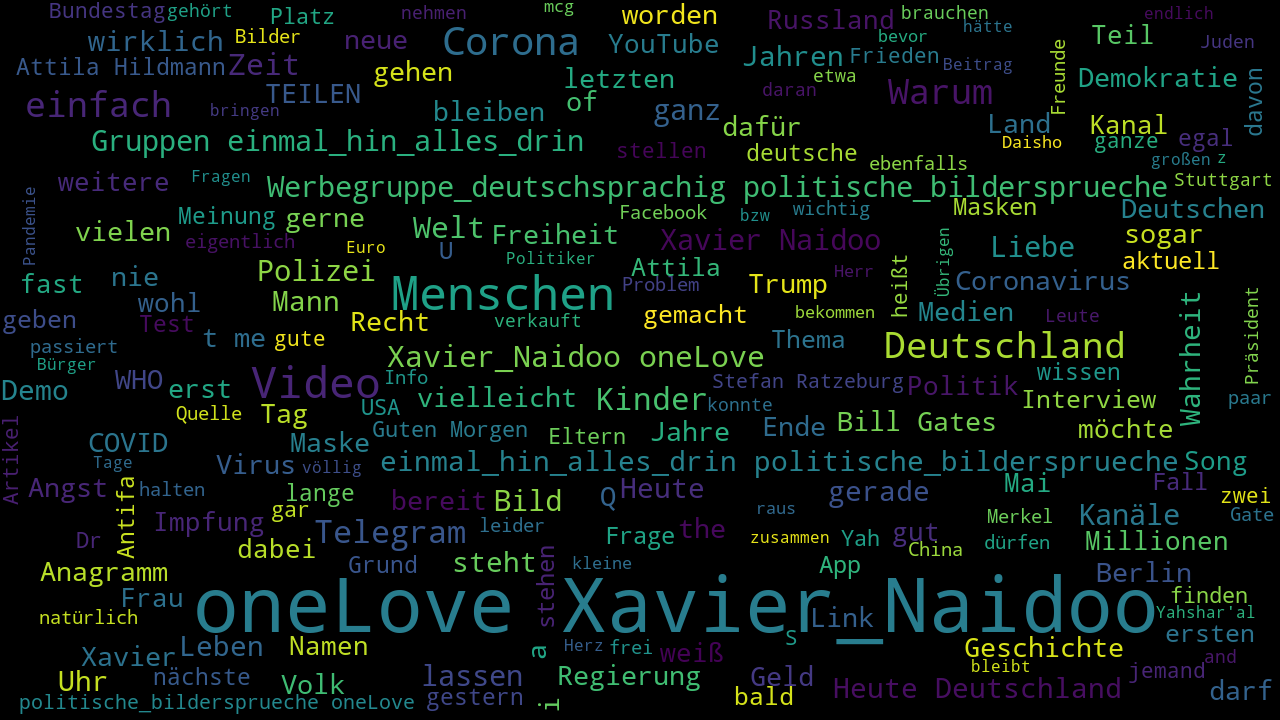 Bundestag gehört Platz nehmen mcg worden Russland brauchen endlich
wirklich Bilder neue Corona YouTube bevor hätte Teil Juden
Attila Hildmann Zeit gehen letzten Jahren Frieden Beitrag Freunde Demokratie
einfach TEILEN bringen bleiben of ganz etwa daran Warum davon
Gruppen einmal_hin_alles_drin dafür Land Kanal
stellen deutsche ebenfalls Daisho ganze egal
weitere Fragen Werbegruppe_deutschsprachig politische_bildersprueche großen z Stuttgart
Pandemie vielen Meinung gerne Welt Facebook bzw wichtig Masken Deutschen
eigentlich Euro U Freiheit Xavier Naidoo Übrigen Liebe sogar
fast nie Polizei Politiker Attila Herr heißt Coronavirus aktuell
wohl Mann Menschen Problem Trump
geben Test Recht verkauft gemacht bekommen Medien Leute Wahrheit Präsident
passiert t me gute Thema
Bürger Xavier_Naidoo oneLove Deutschland
Demo WHO erst Video Info vielleicht Kinder Stefan Ratzeburg Politik wissen
Artikel Quelle Tag USA konnte Interview paar
COVID Maske Guten Morgen Eltern Jahre Ende Bill Gates möchte
Tage Virus völlig einmal_hin_alles_drin politische_bildersprueche Song
Angst Antifa halten lange bereit Bild Q Heute gerade Mai Fall zwei
Impfung gar Telegram leider raus Merkel Kanäle Gate
Dr dabei Frage the zusammen Yah gut China dürfen Millionen
Anagramm Grund steht stehen kleine App Berlin
Frau oneLove Xavier_Naidoo Link finden
natürlich S Yahshar'al
Xavier Leben Namen a Herz frei weiß Geschichte ersten
Uhr nächste Volk lassen Regierung Geld bleibt jemand and
politische_bildersprueche oneLove gestern i bald Heute Deutschland darf